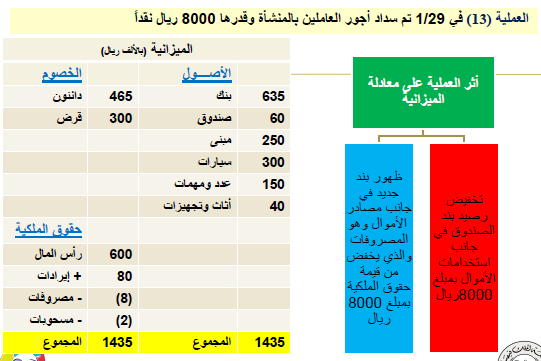 العملية (13) في 1/29 تم سداد أجور العاملين بالمنشأة وقدرها 8000 ريال نقداً
الميزانية (بالألف ريال)
الأصـــول الخصوم
635 بنك 465 دائنون
60 صندوق 300 قرض
250 مبنى
300 سيارات
150 عدد ومهمات
40 أثاث وتجهيزات
حقوق الملكية
600 رأس المال
80 + إيرادات
(8) - مصروفات
(2) - مسحوبات
1435 المجموع 1435 المجموع
أثر العملية على معادلة
الميزانية
تخفيض
رصيد بند
الصندوق في
جانب
استخدامات
الأموال بمبلغ
8000ريال
ظهور بند
جديد في
جانب مصادر
الأموال وهو
المصروفات
والذي يخفض
من قيمة
حقوق الملكية
بمبلغ 8000
ريال